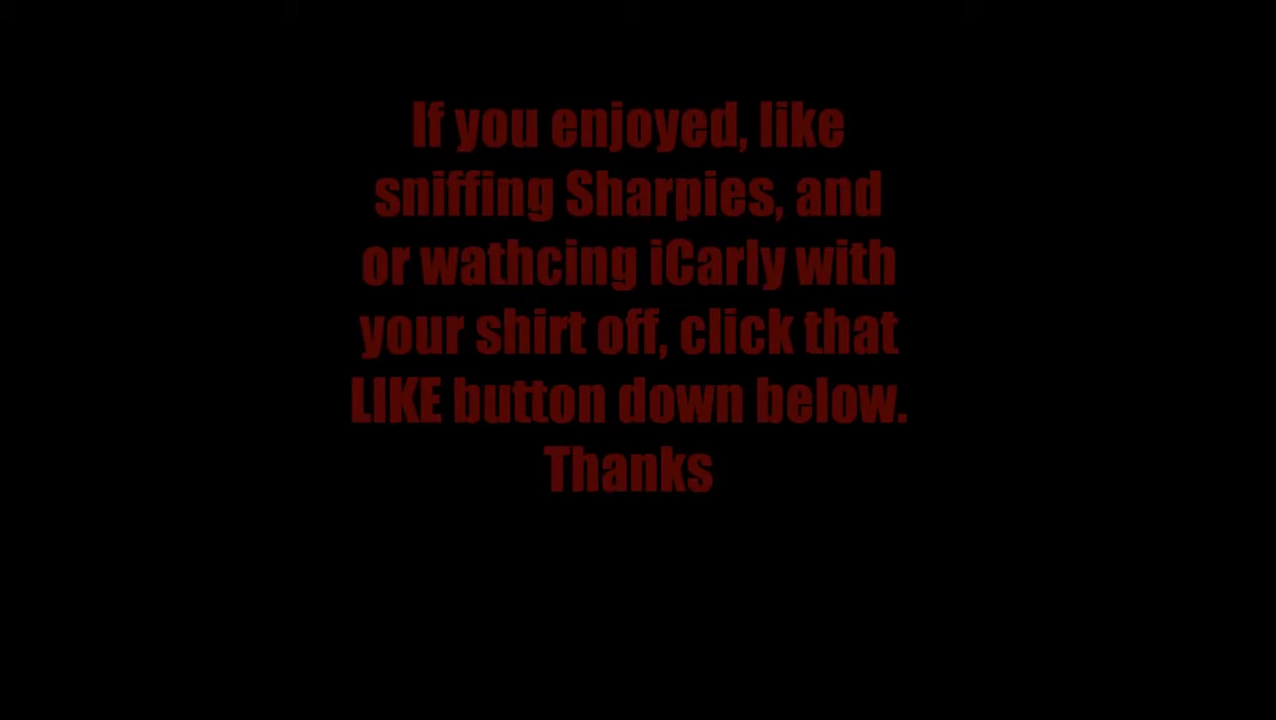 If you enjoyed, like
sniffing Sharpies, and
or wathcing iCarly with
your shirt off, click that
LIKE button down below.
Thanks